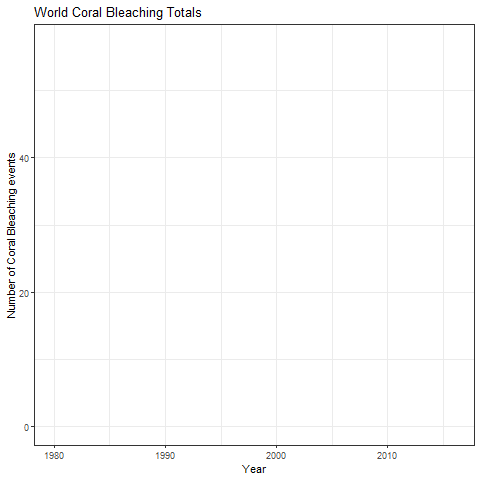 World Coral Bleaching Totals
Number of Coral Bleaching events
40
20
0
1980 1990 2000 2010
Year